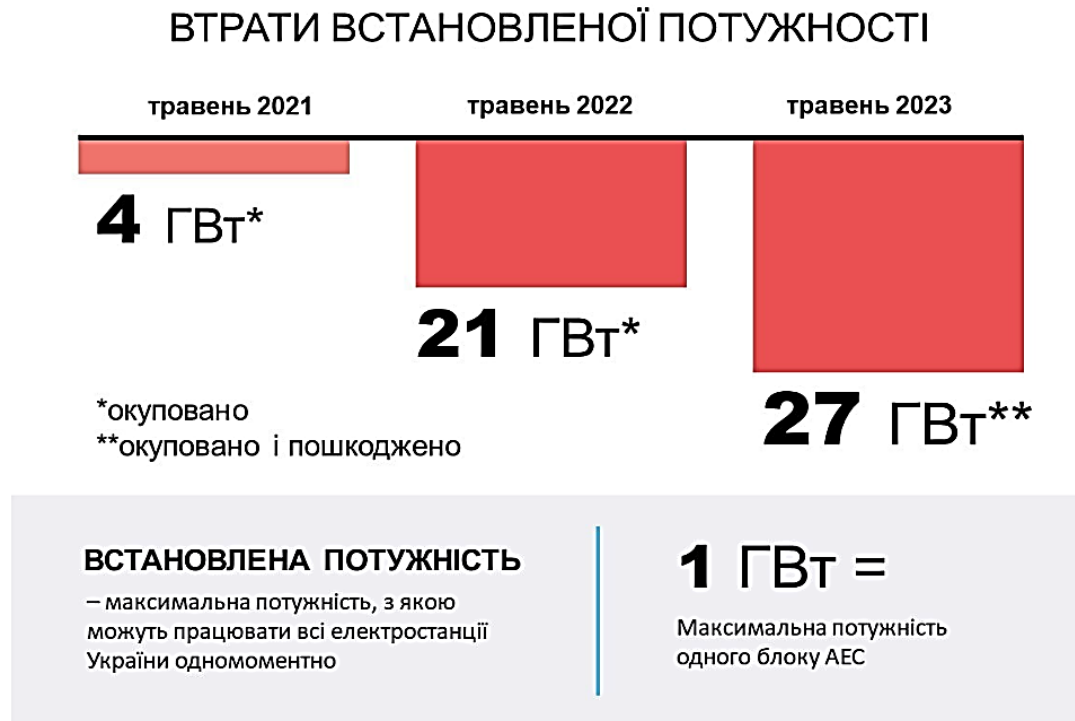 ВТРАТИ ВСТАНОВЛЕНОЇ ПОТУЖНОСТІ
травень 2021
травень 2022
травень 2023
4 ГВт*
21 ГВт*
27 ГВт**
*окуповано
**окуповано і пошкоджено
ВСТАНОВЛЕНА ПОТУЖНІСТЬ
– максимальна потужність, з якою
можуть працювати всі електростанції
України одномоментно
1 ГВт =
Максимальна потужність
одного блоку АЕС